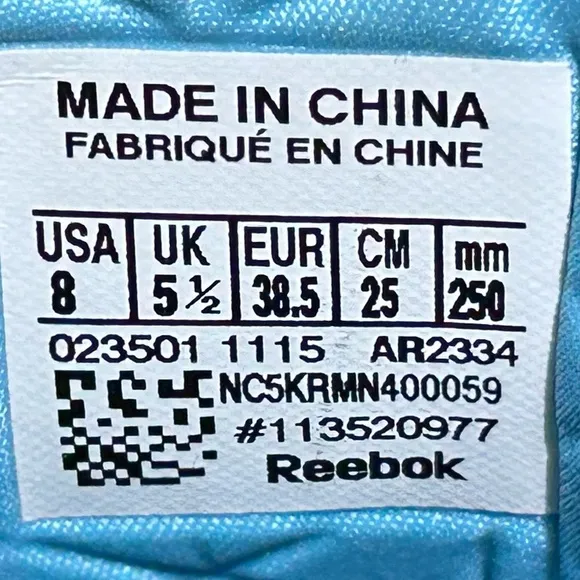 MADE IN CHINA
FABRIQUÉ EN CHINE
USA UK EUR CM mm
8 5 ½ 38.5 25 250
023501 1115 AR2334
NC5KRMN400059
#113520977
Reebok